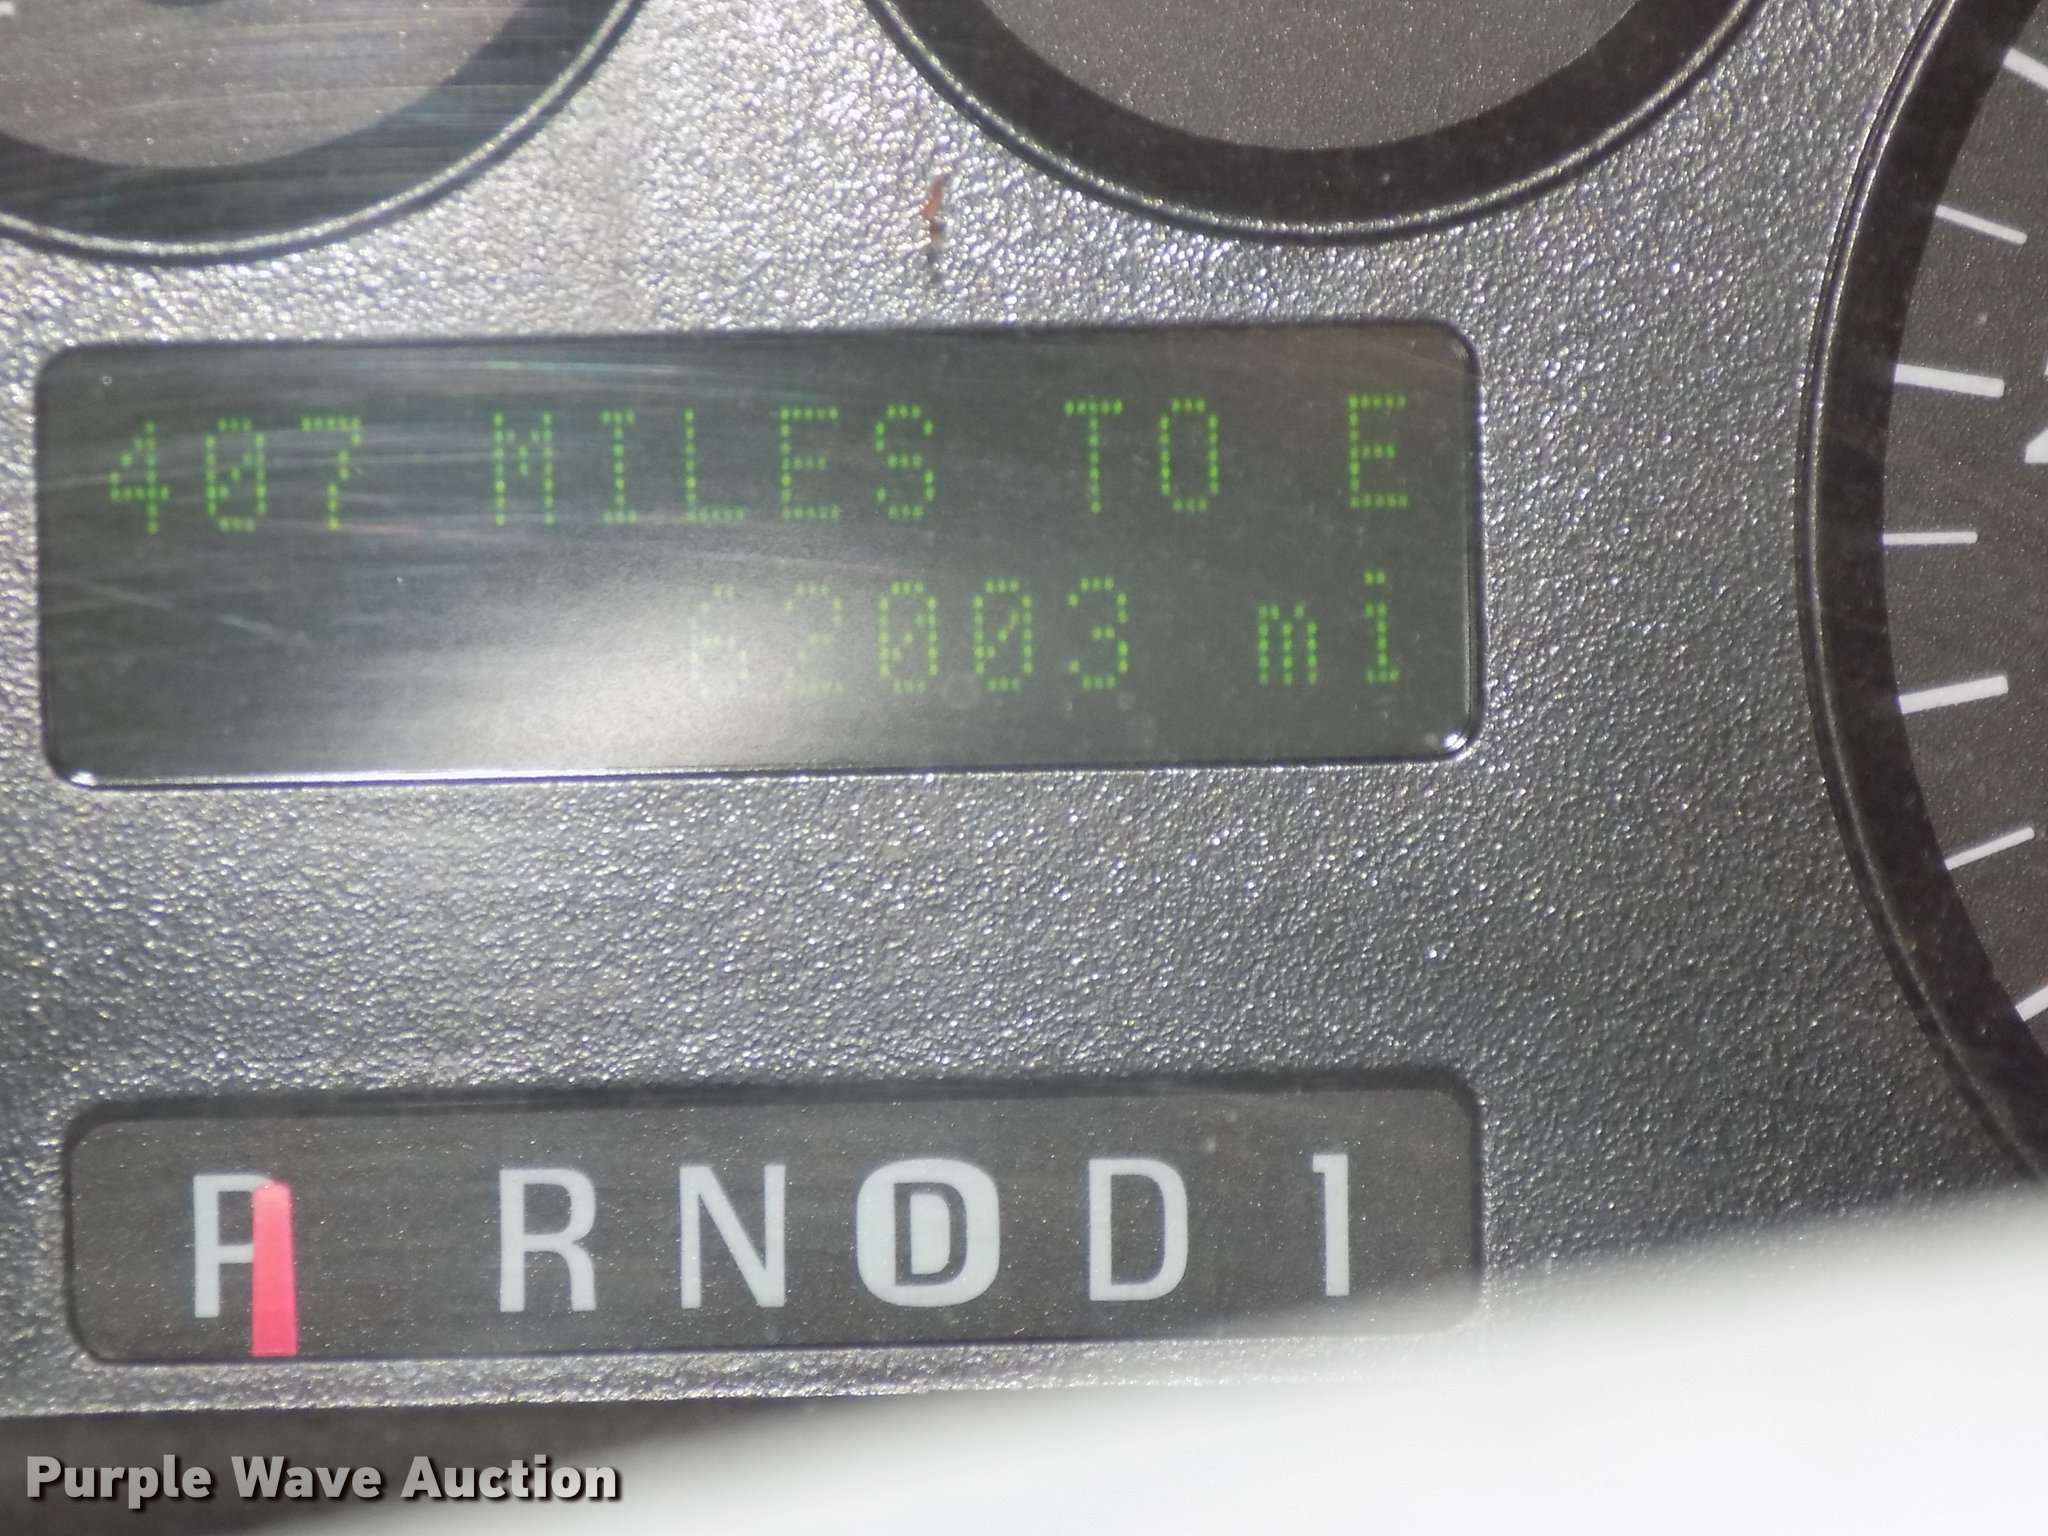 407 MILES TO E
62003 mi
P R N D D 1
Purple Wave Auction